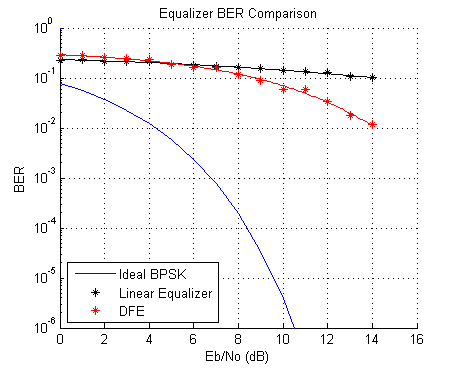 Equalizer BER Comparison
10^0
10^-1
10^-2
10^-3
10^-4
10^-5
10^-6
BER
Ideal BPSK
Linear Equalizer
DFE
0 2 4 6 8 10 12 14 16
Eb/No (dB)